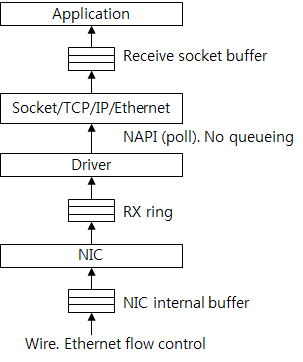 Application
Receive socket buffer
Socket/TCP/IP/Ethernet
NAPI (poll). No queueing
Driver
RX ring
NIC
NIC internal buffer
Wire. Ethernet flow control